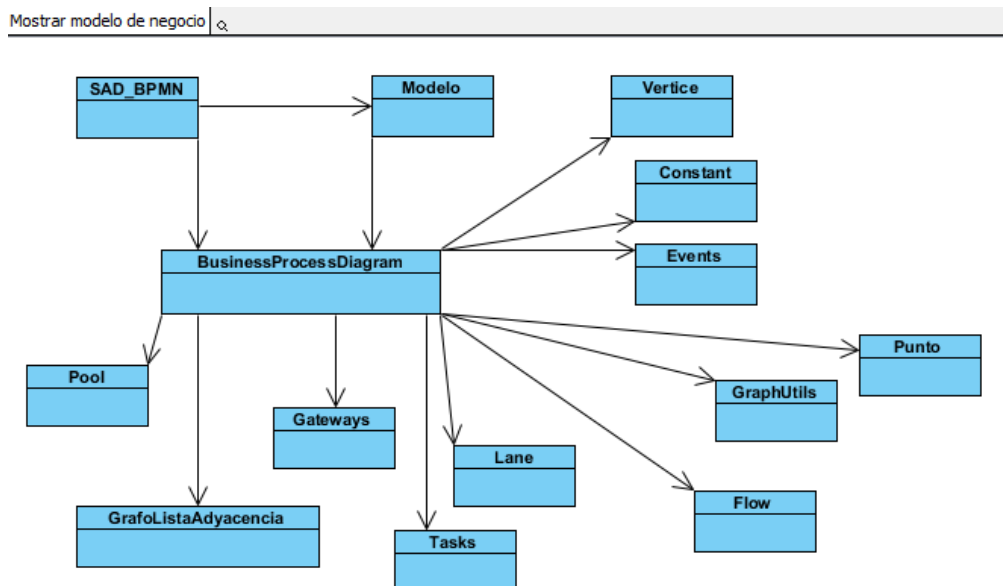 Mostrar modelo de negocio
SAD_BPMN
Modelo
Vertice
Constant
Events
BusinessProcessDiagram
Punto
Pool
GraphUtils
Gateways
Lane
Flow
GrafoListaAdyacencia
Tasks